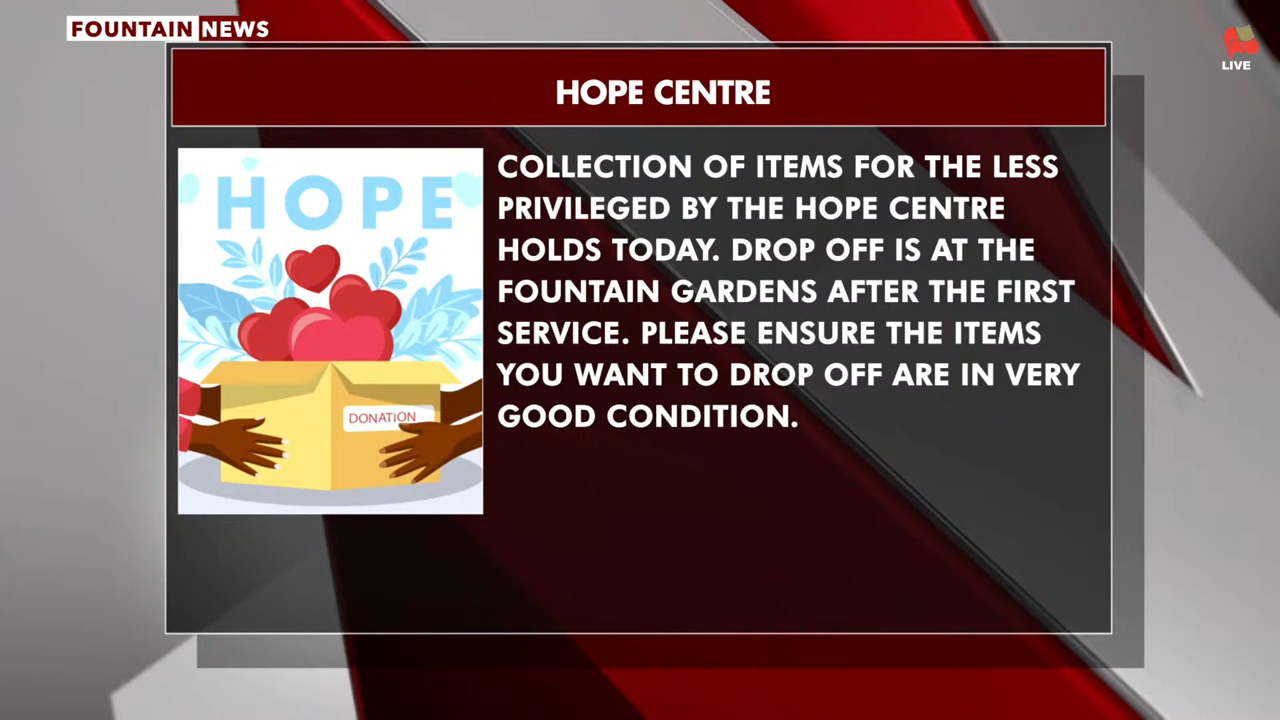 FOUNTAIN NEWS
LIVE
HOPE CENTRE
HOPE
DONATION
COLLECTION OF ITEMS FOR THE LESS
PRIVILEGED BY THE HOPE CENTRE
HOLDS TODAY. DROP OFF IS AT THE
FOUNTAIN GARDENS AFTER THE FIRST
SERVICE. PLEASE ENSURE THE ITEMS
YOU WANT TO DROP OFF ARE IN VERY
GOOD CONDITION.